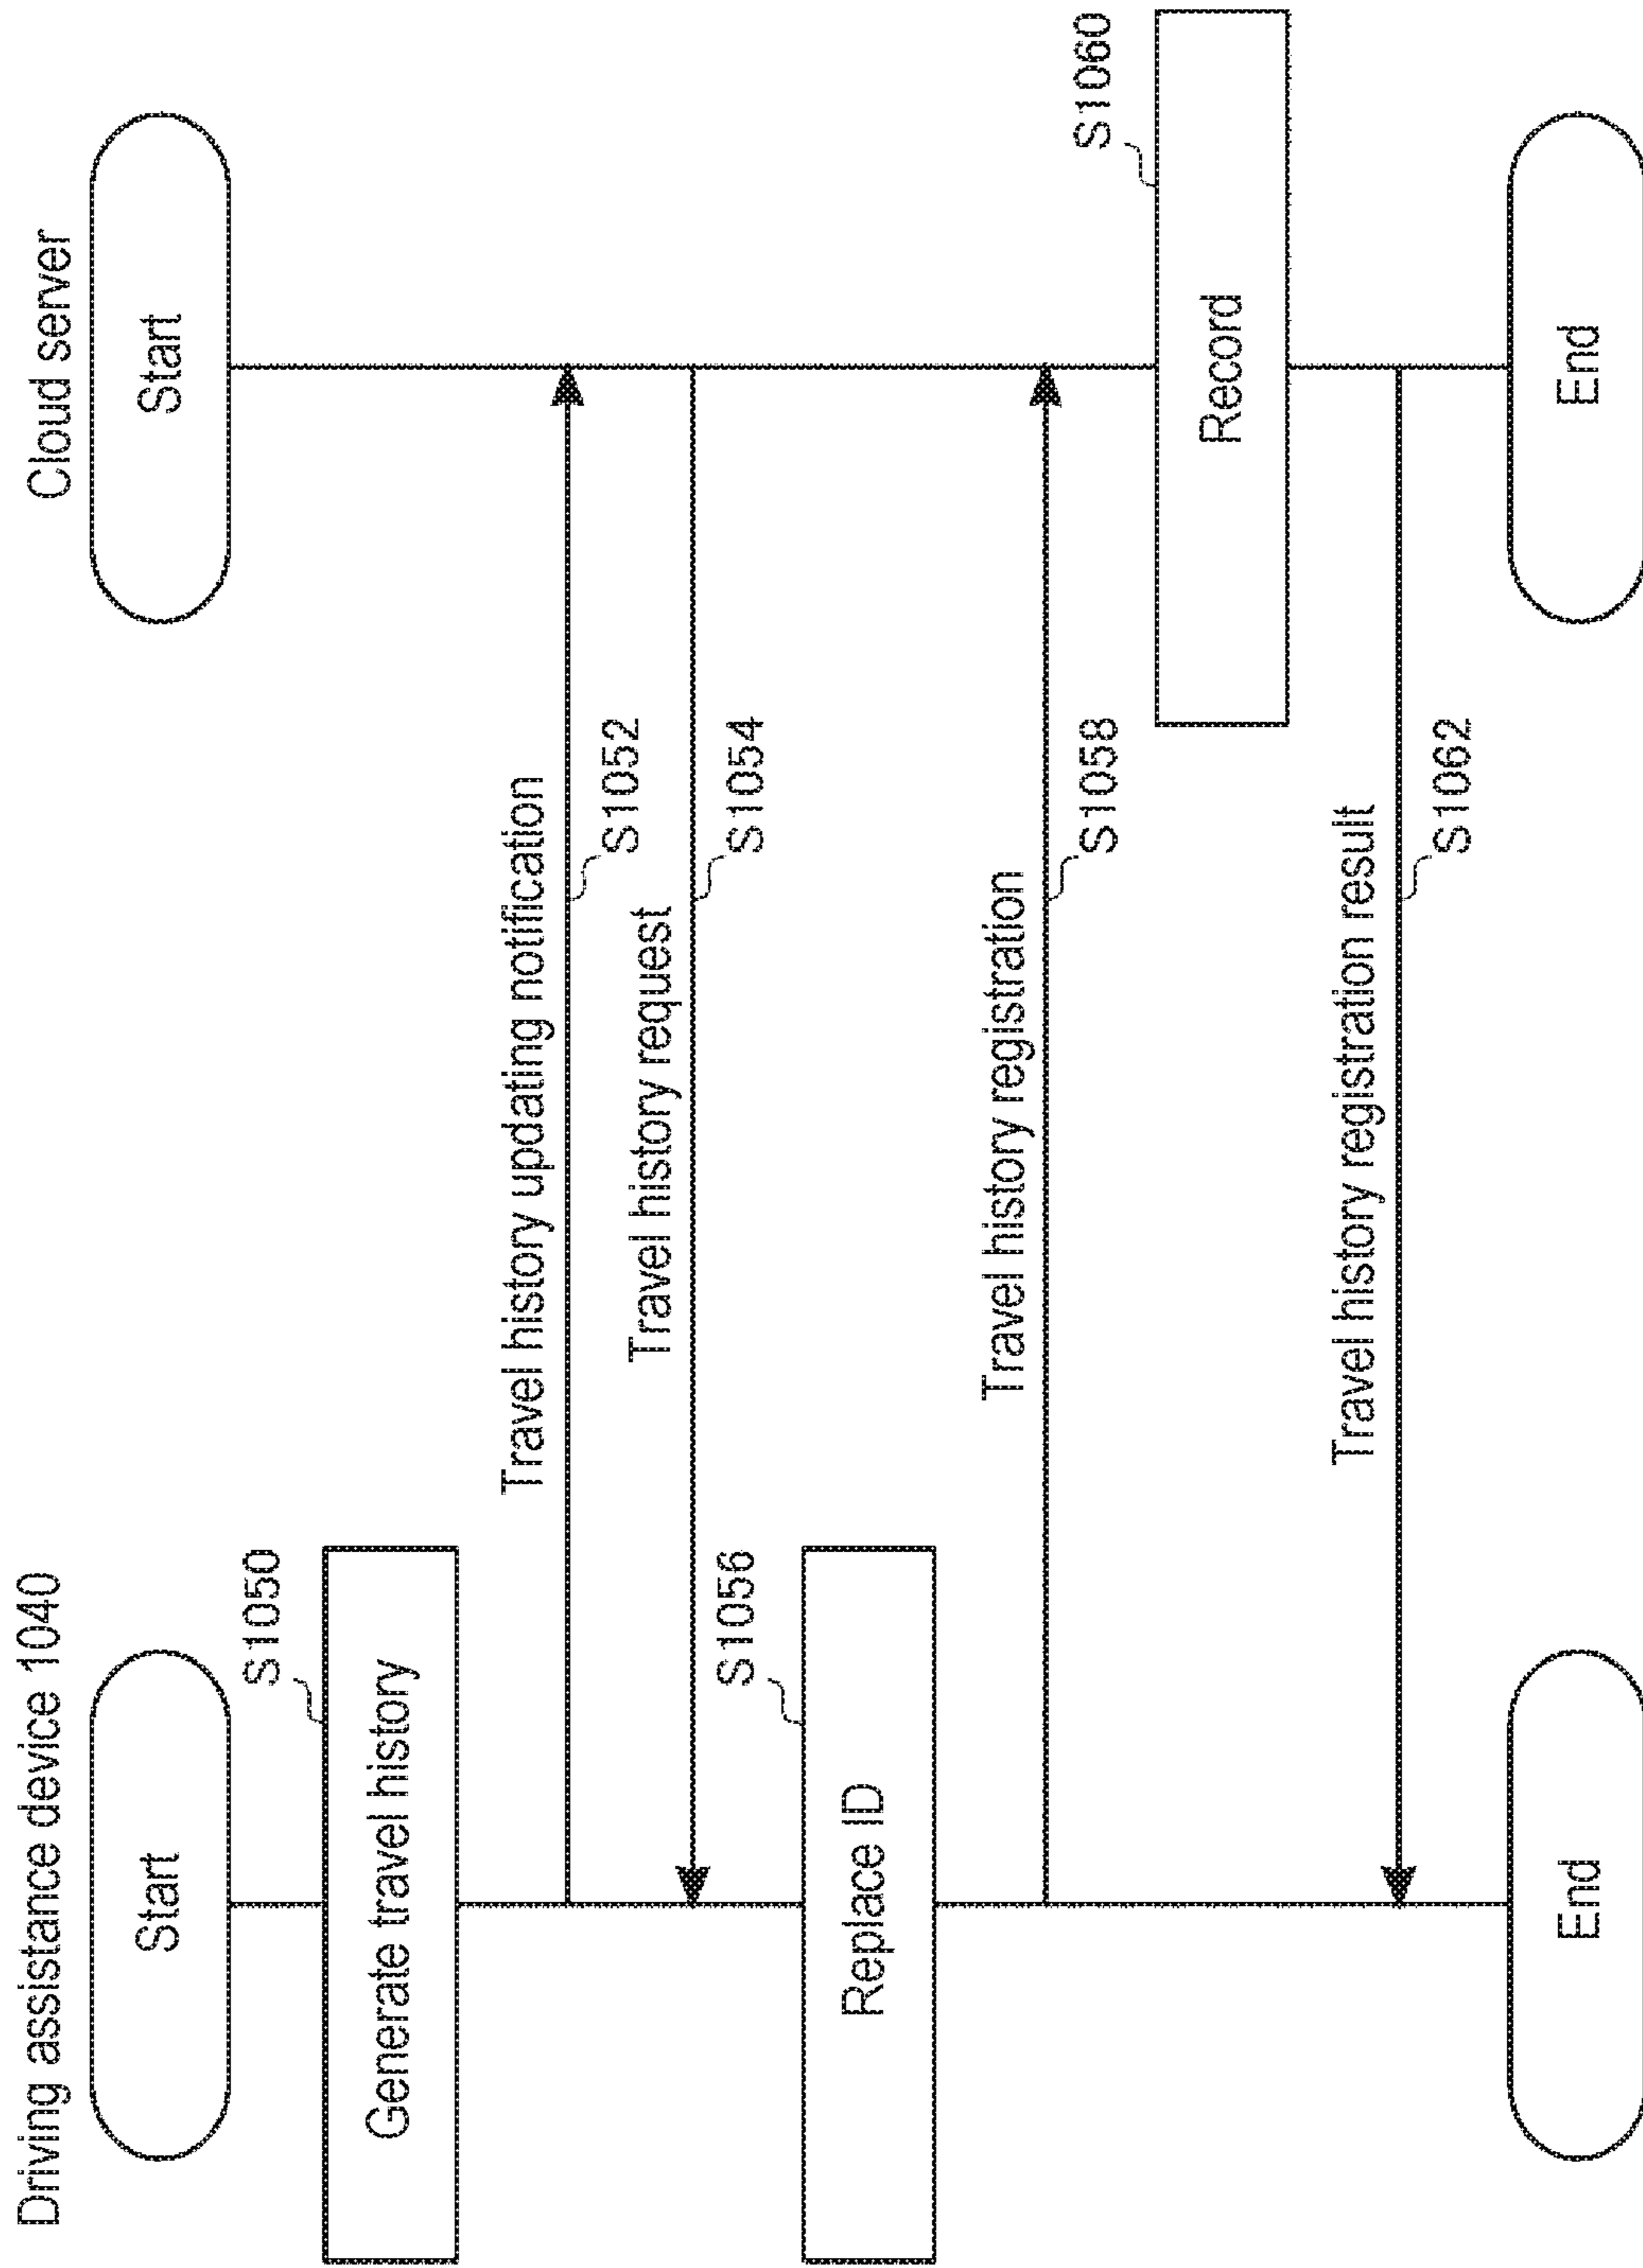 Driving assistance device 1040
Cloud server
Start
Start
S1050
Generate travel history
Travel history updating notification
S1052
Travel history request
S1054
S1056
Replace ID
Travel history registration
S1058
S1060
Record
Travel history registration result
S1062
End
End